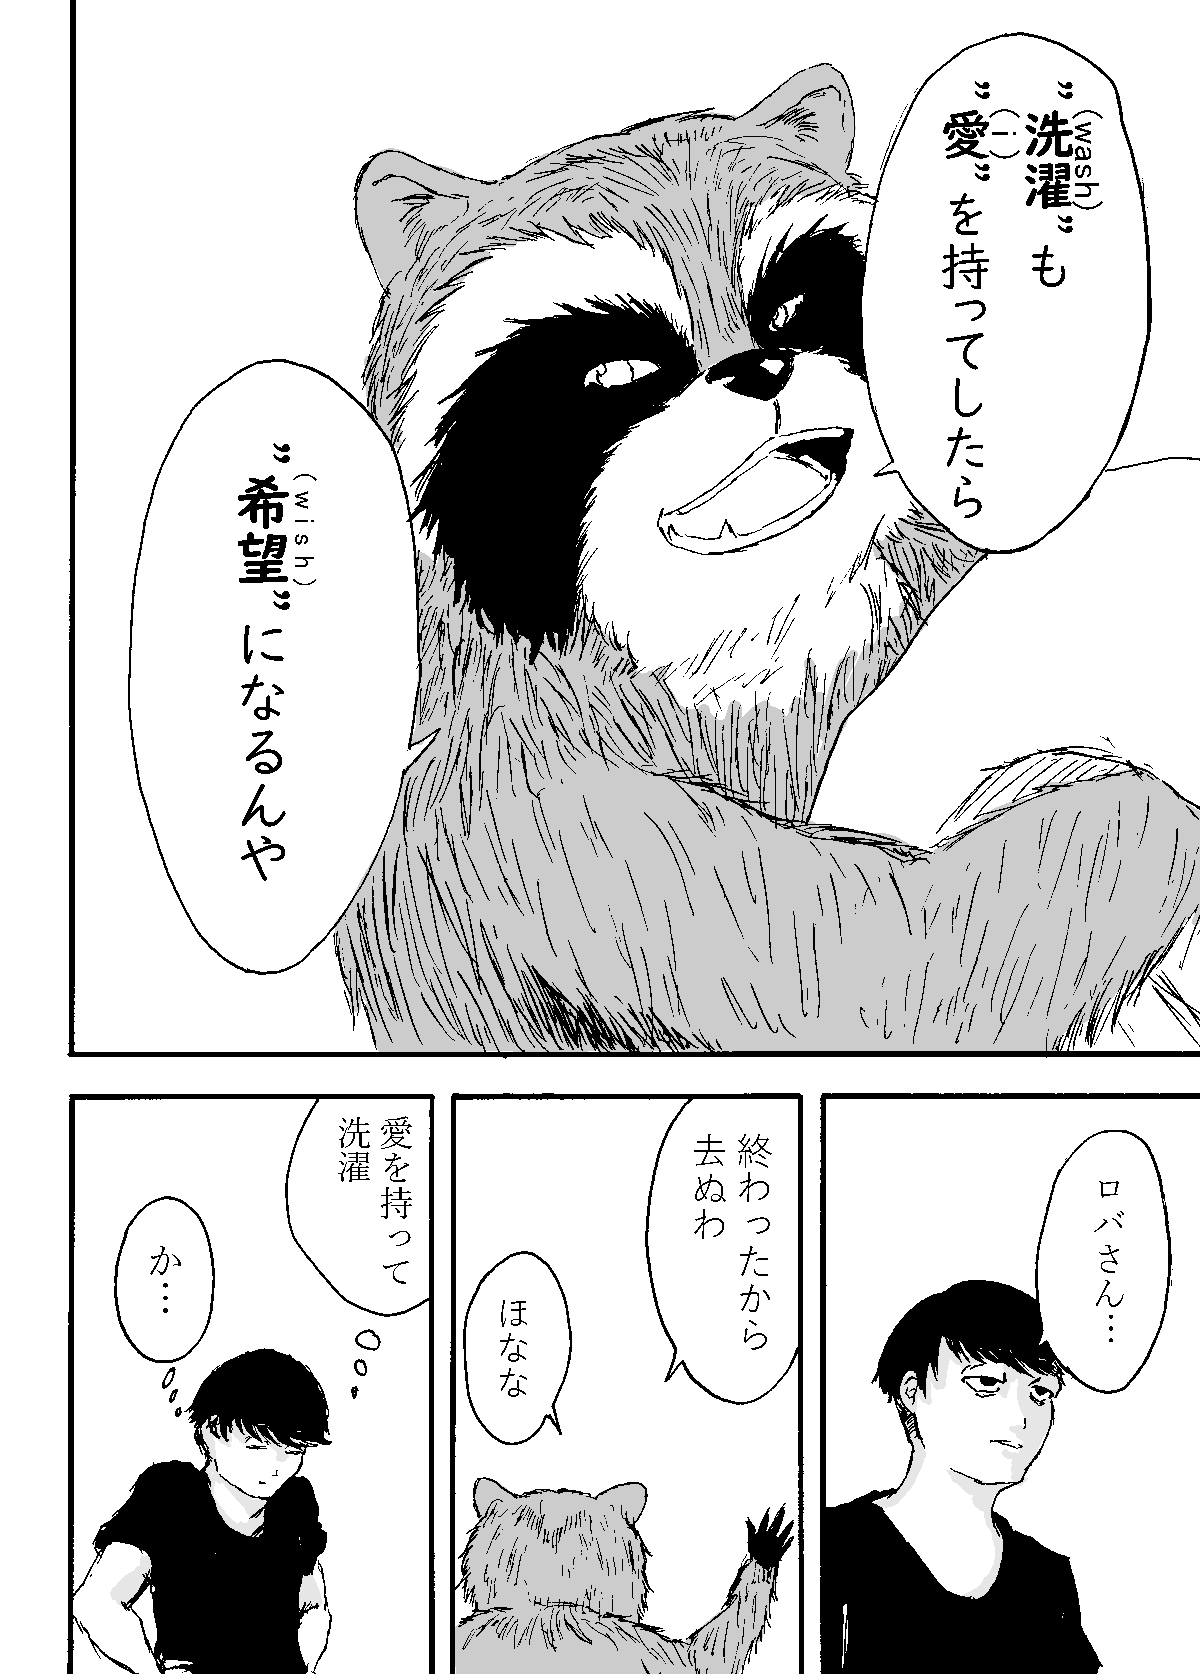 ”洗濯”も
(wash)
”愛”を持ってしたら
(i)
”希望”になるんや
(wish)
ロバさん…
終わったから
去ぬわ
ほなな
愛を持って
洗濯
か…